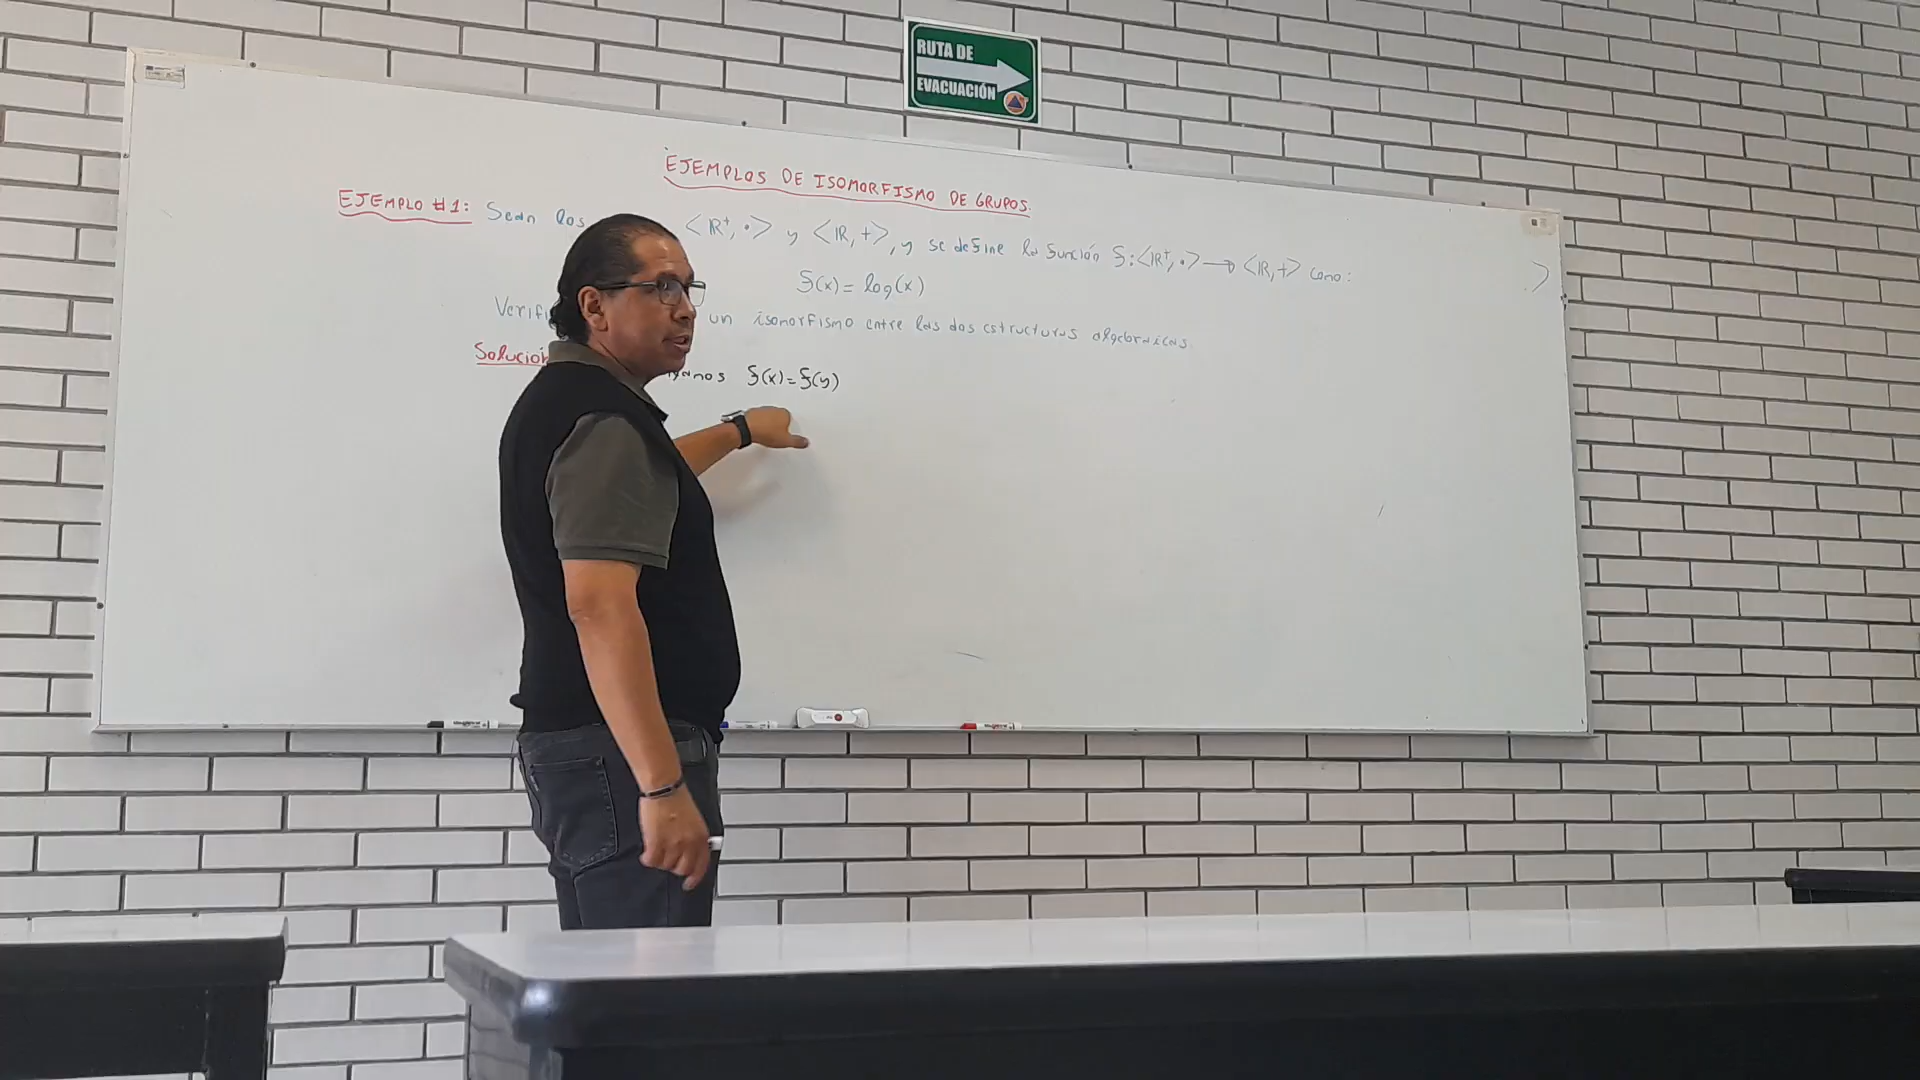 RUTA DE
EVACUACIÓN
EJEMPLOS DE ISOMORFISMO DE GRUPOS.
EJEMPLO #1: Sean los <ℝ⁺, •> y <ℝ, +>, y se define la función f:<ℝ⁺, •> → <ℝ, +> como:
f(x) = log(x)
un isomorfismo entre las dos estructuras algebraicas.
Solución
f(x) = f(y)